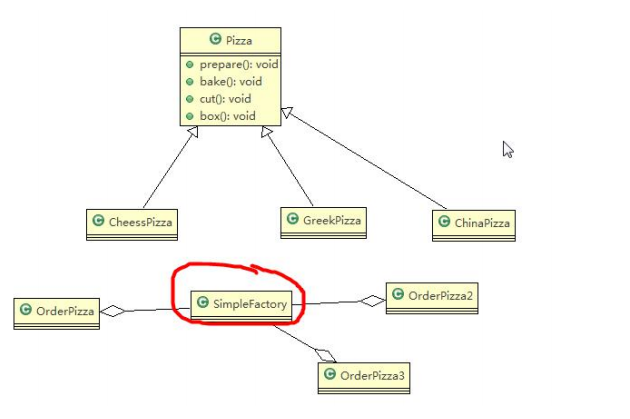 C Pizza
prepare(): void
bake(): void
cut(): void
box(): void
C CheessPizza
C GreekPizza
C ChinaPizza
C OrderPizza
C SimpleFactory
C OrderPizza2
C OrderPizza3